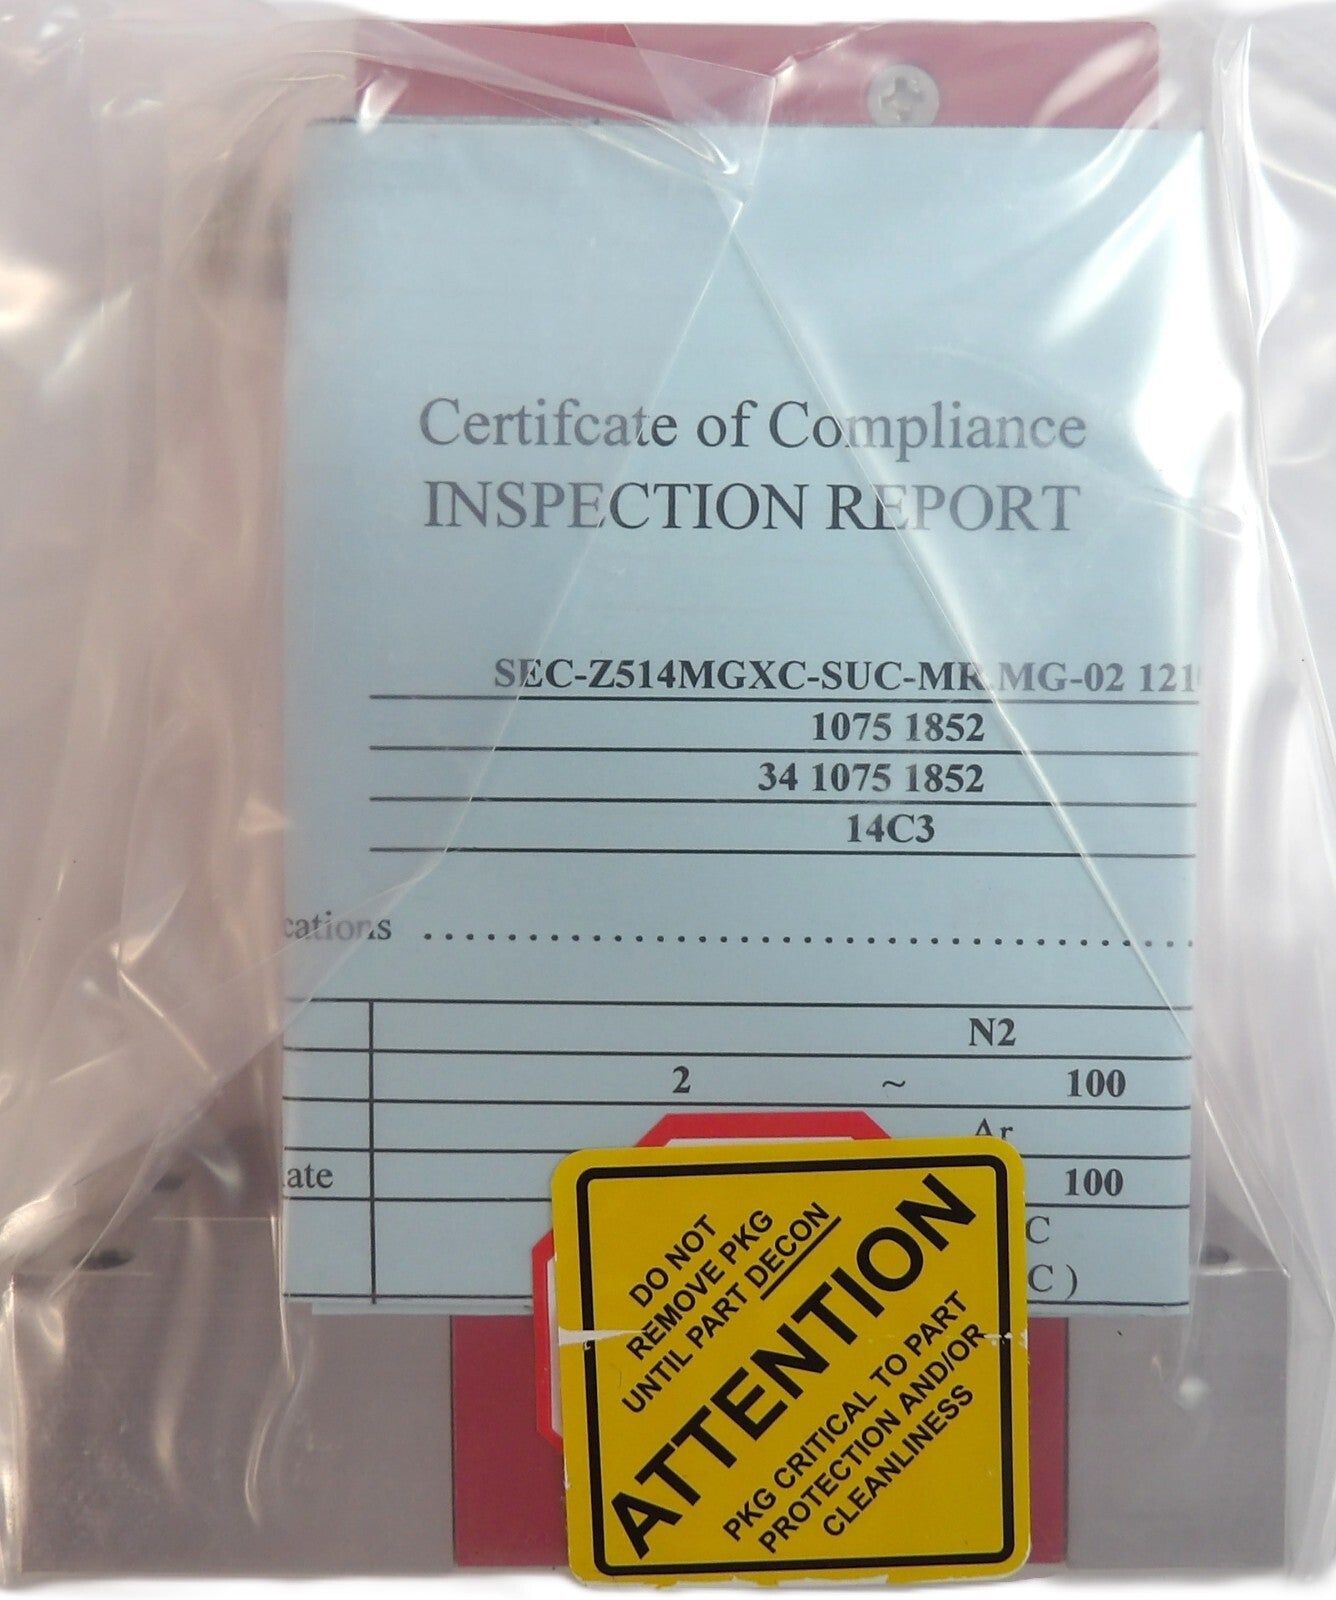 Certifcate of Compliance
INSPECTION REPORT
SEC-Z514MGXC-SUC-MR MG-02 121
1075 1852
34 1075 1852
14C3
cations ........................................
N2
2 ~ 100
Ar
ate 100
C
C )
DO NOT
REMOVE PKG
UNTIL PART DECON
ATTENTION
PKG CRITICAL TO PART
PROTECTION AND/OR
CLEANLINESS